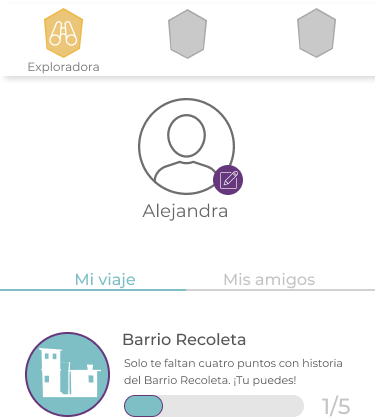 Exploradora
Alejandra
Mi viaje
Mis amigos
Barrio Recoleta
Solo te faltan cuatro puntos con historia
del Barrio Recoleta. ¡Tu puedes!
1/5